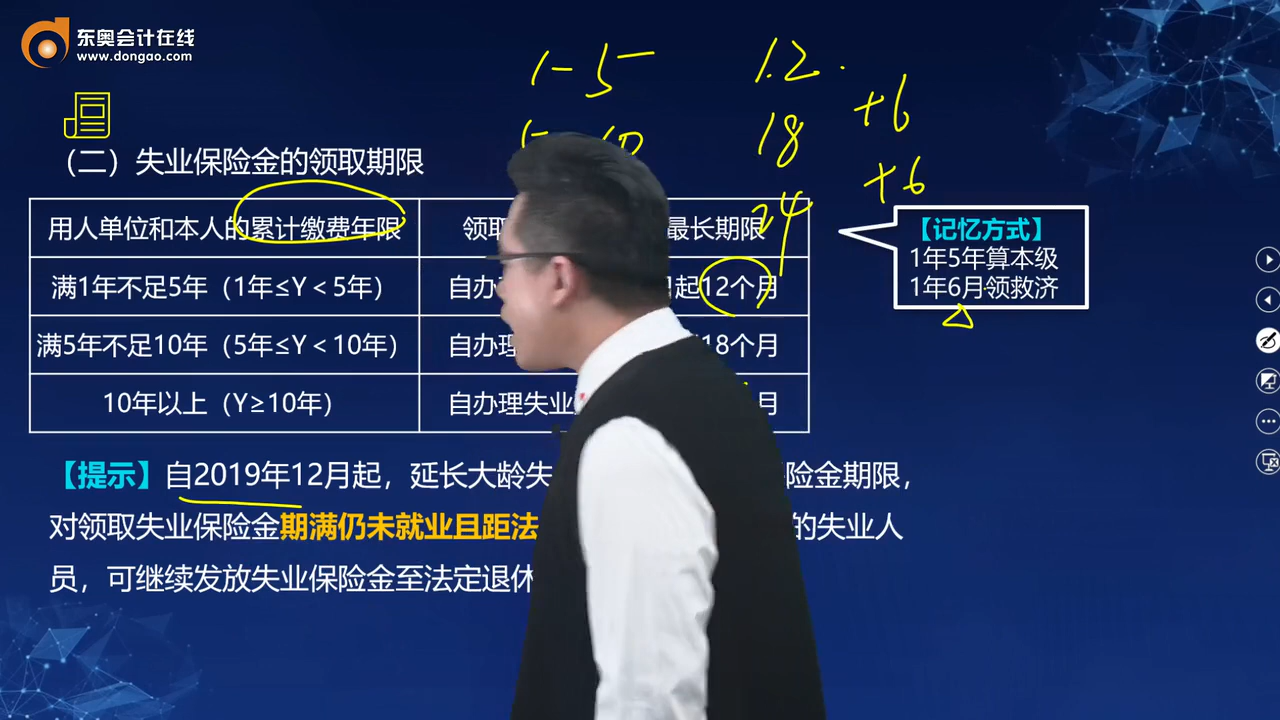 东奥会计在线
www.dongao.com
1-5 12
18 +6
+6
24
（二）失业保险金的领取期限
用人单位和本人的累计缴费年限 领取 最长期限
满1年不足5年（1年≤Y＜5年） 自办 起12个月
满5年不足10年（5年≤Y＜10年） 自办理 18个月
10年以上（Y≥10年） 自办理失业 月
【记忆方式】
1年5年算本级
1年6月领救济
【提示】自2019年12月起，延长大龄失 险金期限，
对领取失业保险金期满仍未就业且距法 的失业人
员，可继续发放失业保险金至法定退休